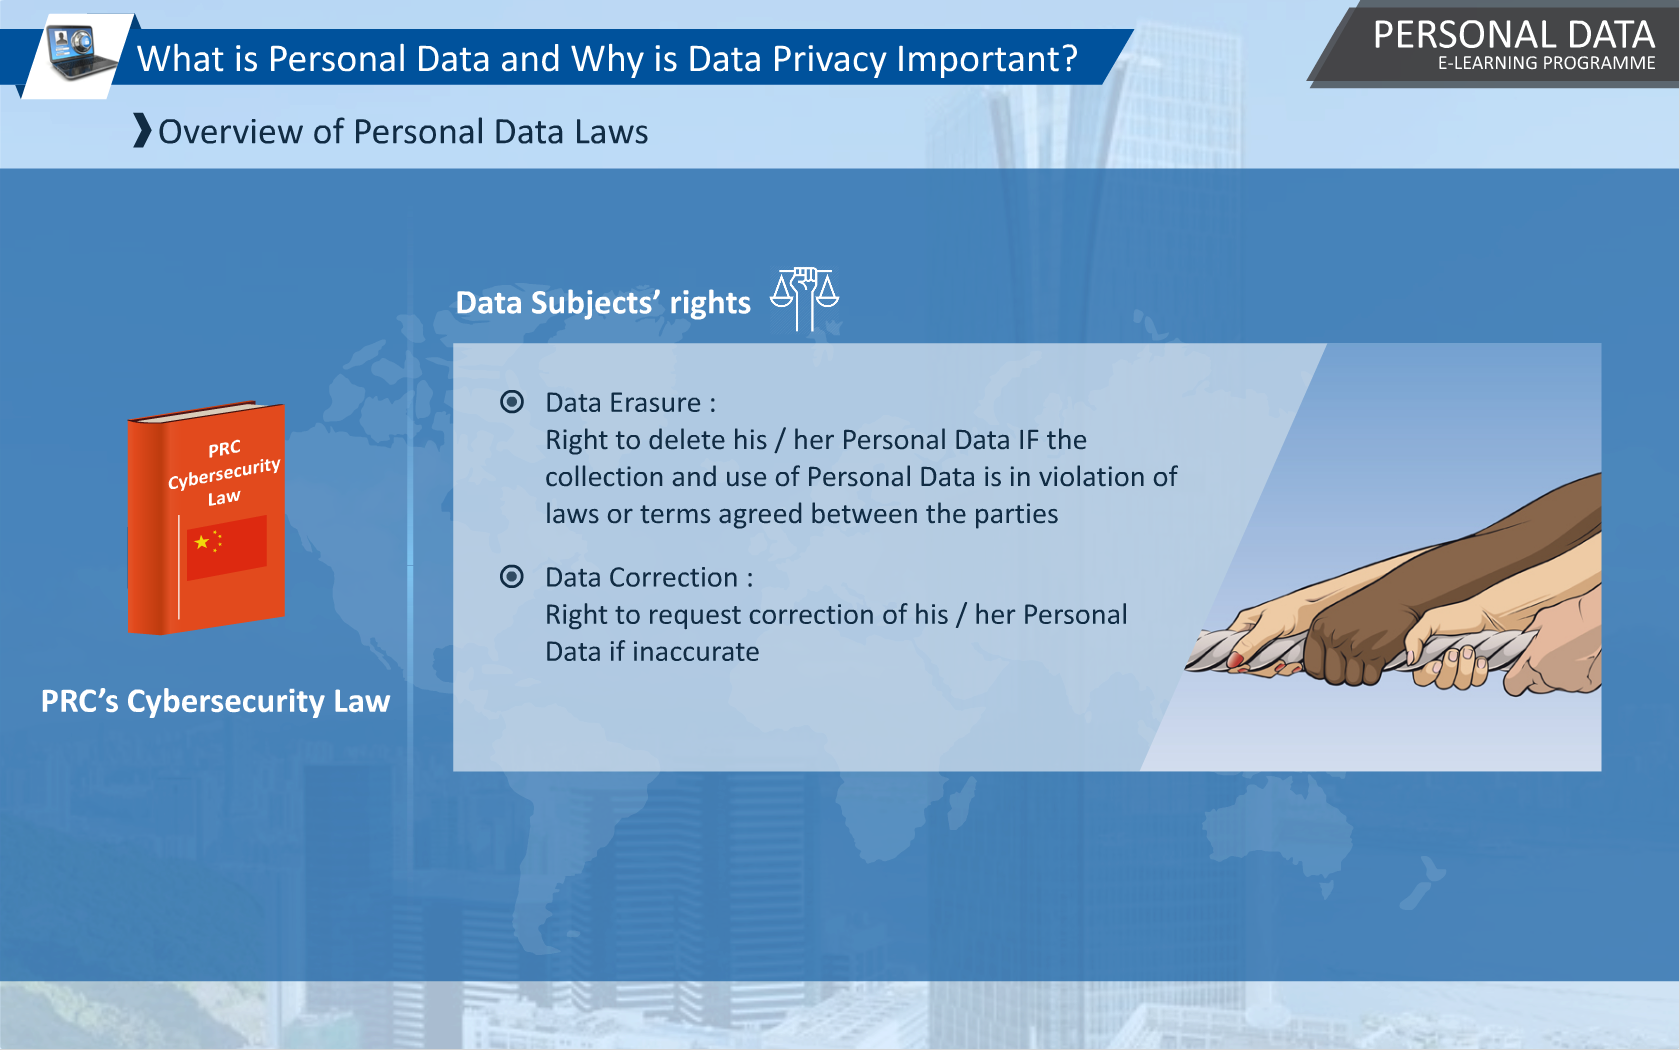 What is Personal Data and Why is Data Privacy Important?
PERSONAL DATA
E-LEARNING PROGRAMME
Overview of Personal Data Laws
Data Subjects’ rights
Data Erasure :
Right to delete his / her Personal Data IF the
collection and use of Personal Data is in violation of
laws or terms agreed between the parties
Data Correction :
Right to request correction of his / her Personal
Data if inaccurate
PRC
Cybersecurity
Law
PRC’s Cybersecurity Law